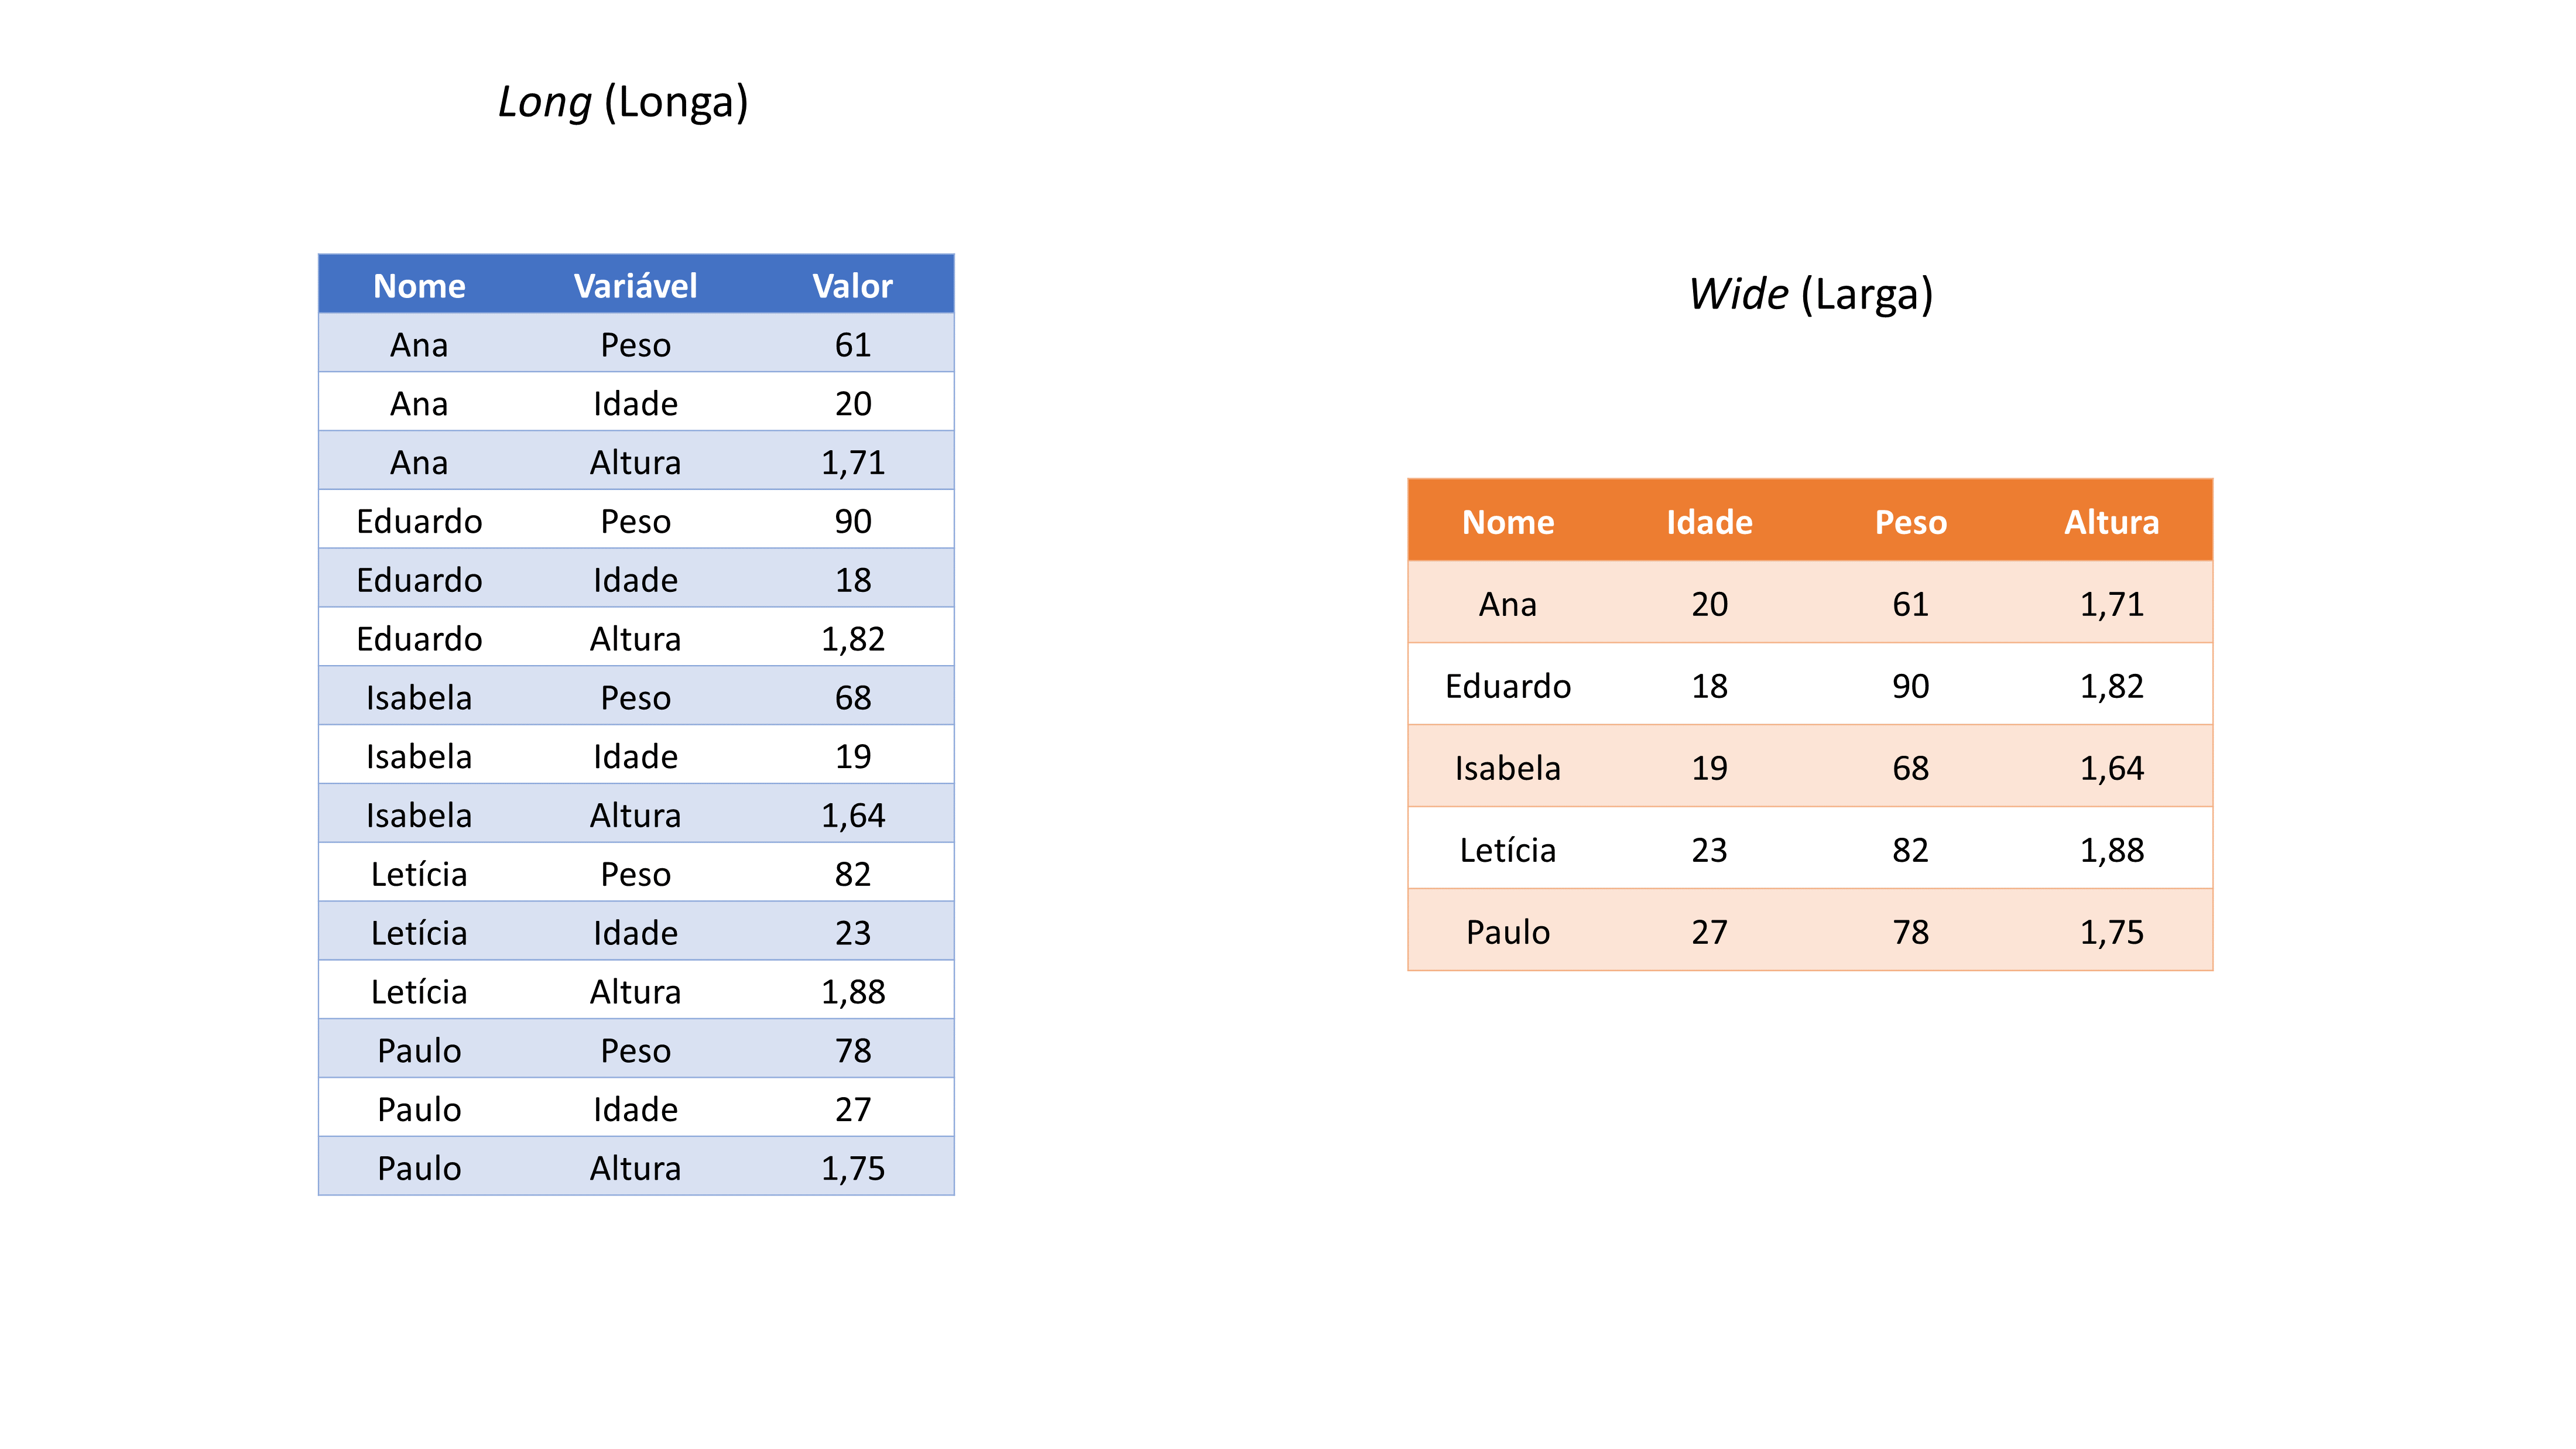 Long (Longa)
Nome Variável Valor
Ana Peso 61
Ana Idade 20
Ana Altura 1,71
Eduardo Peso 90
Eduardo Idade 18
Eduardo Altura 1,82
Isabela Peso 68
Isabela Idade 19
Isabela Altura 1,64
Letícia Peso 82
Letícia Idade 23
Letícia Altura 1,88
Paulo Peso 78
Paulo Idade 27
Paulo Altura 1,75
Wide (Larga)
Nome Idade Peso Altura
Ana 20 61 1,71
Eduardo 18 90 1,82
Isabela 19 68 1,64
Letícia 23 82 1,88
Paulo 27 78 1,75